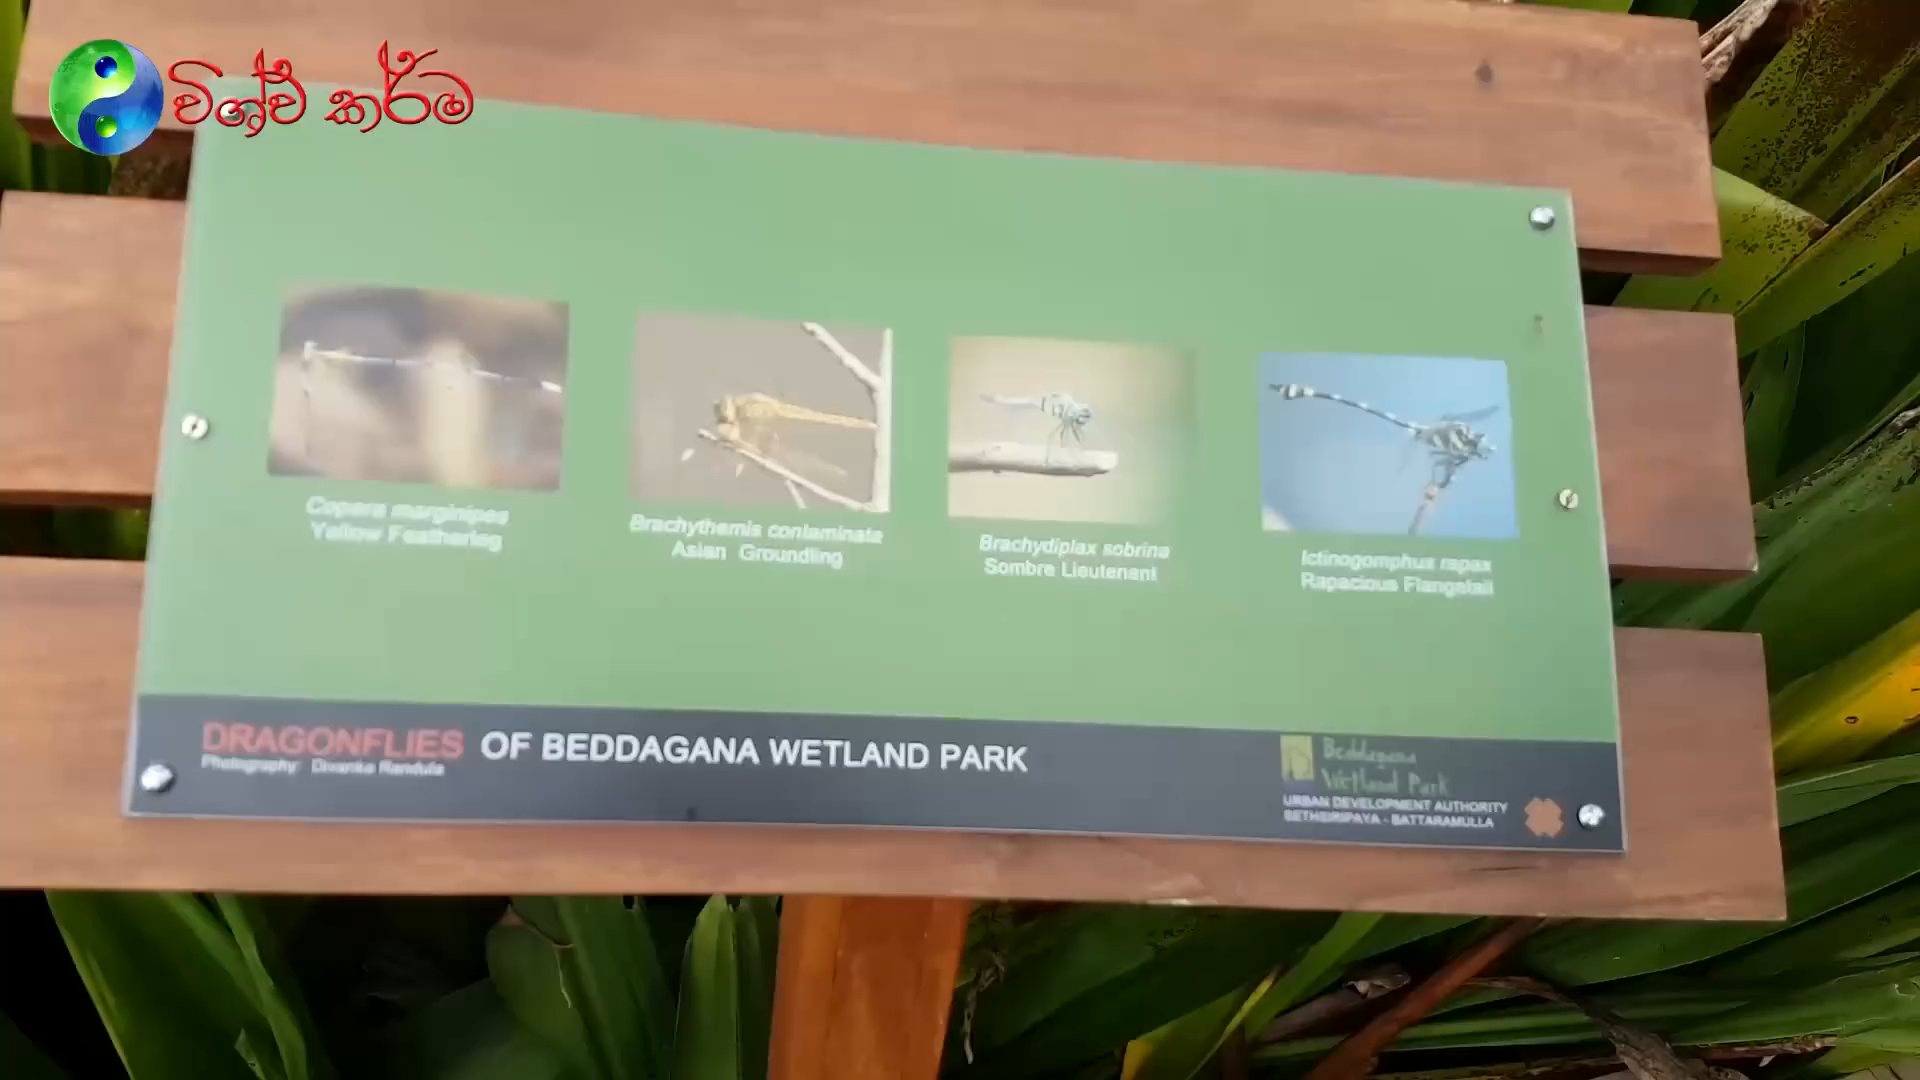 විශ්ව කර්ම
Copera marginipes
Yellow Featherleg
Brachythemis contaminata
Asian Groundling
Brachydiplax sobrina
Sombre Lieutenant
Ictinogomphus rapax
Rapacious Flangetail
DRAGONFLIES OF BEDDAGANA WETLAND PARK
Photography: Divanka Randula
Beddagana
Wetland Park
URBAN DEVELOPMENT AUTHORITY
SETHSIRIPAYA - BATTARAMULLA